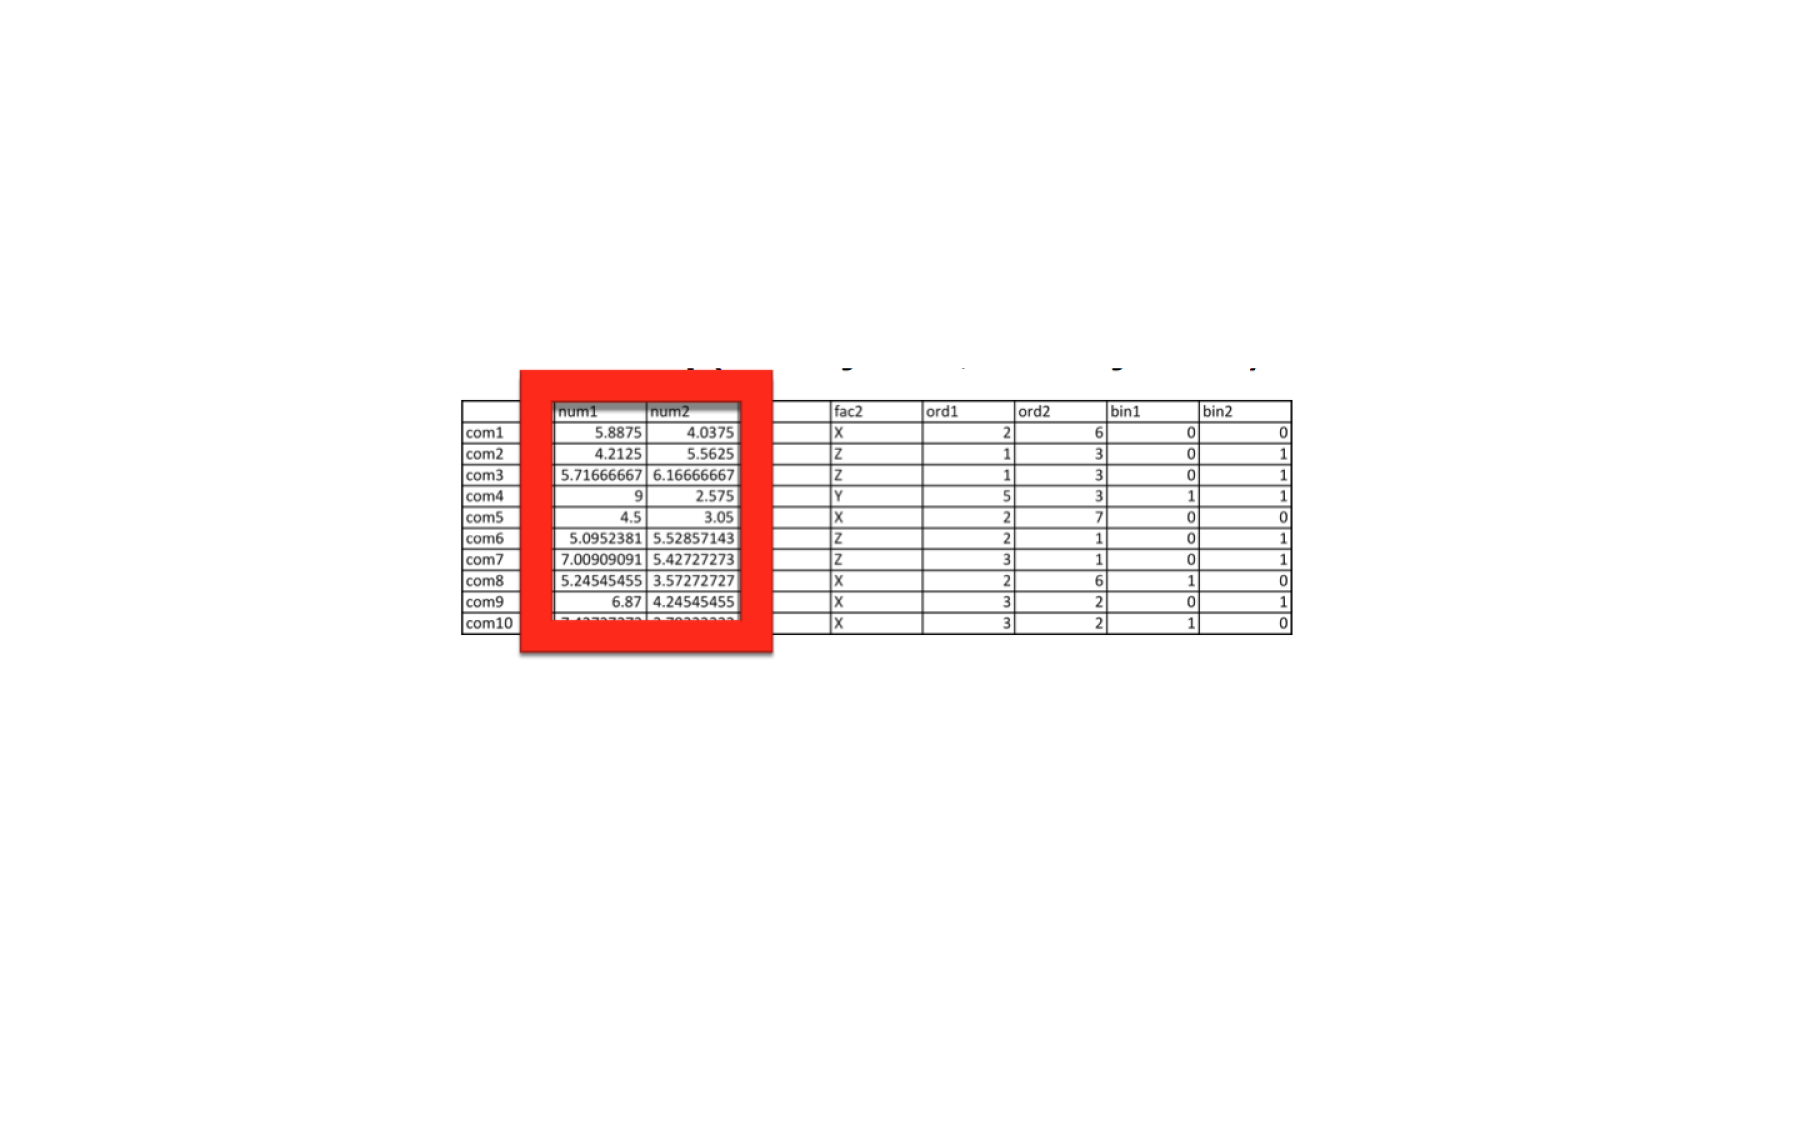 num1 num2 fac2 ord1 ord2 bin1 bin2
com1 5.8875 4.0375 X 2 6 0 0
com2 4.2125 5.5625 Z 1 3 0 1
com3 5.71666667 6.16666667 Z 1 3 0 1
com4 9 2.575 Y 5 3 1 1
com5 4.5 3.05 X 2 7 0 0
com6 5.0952381 5.52857143 Z 2 1 0 1
com7 7.00909091 5.42727273 Z 3 1 0 1
com8 5.24545455 3.57272727 X 2 6 1 0
com9 6.87 4.24545455 X 3 2 0 1
com10 X 3 2 1 0